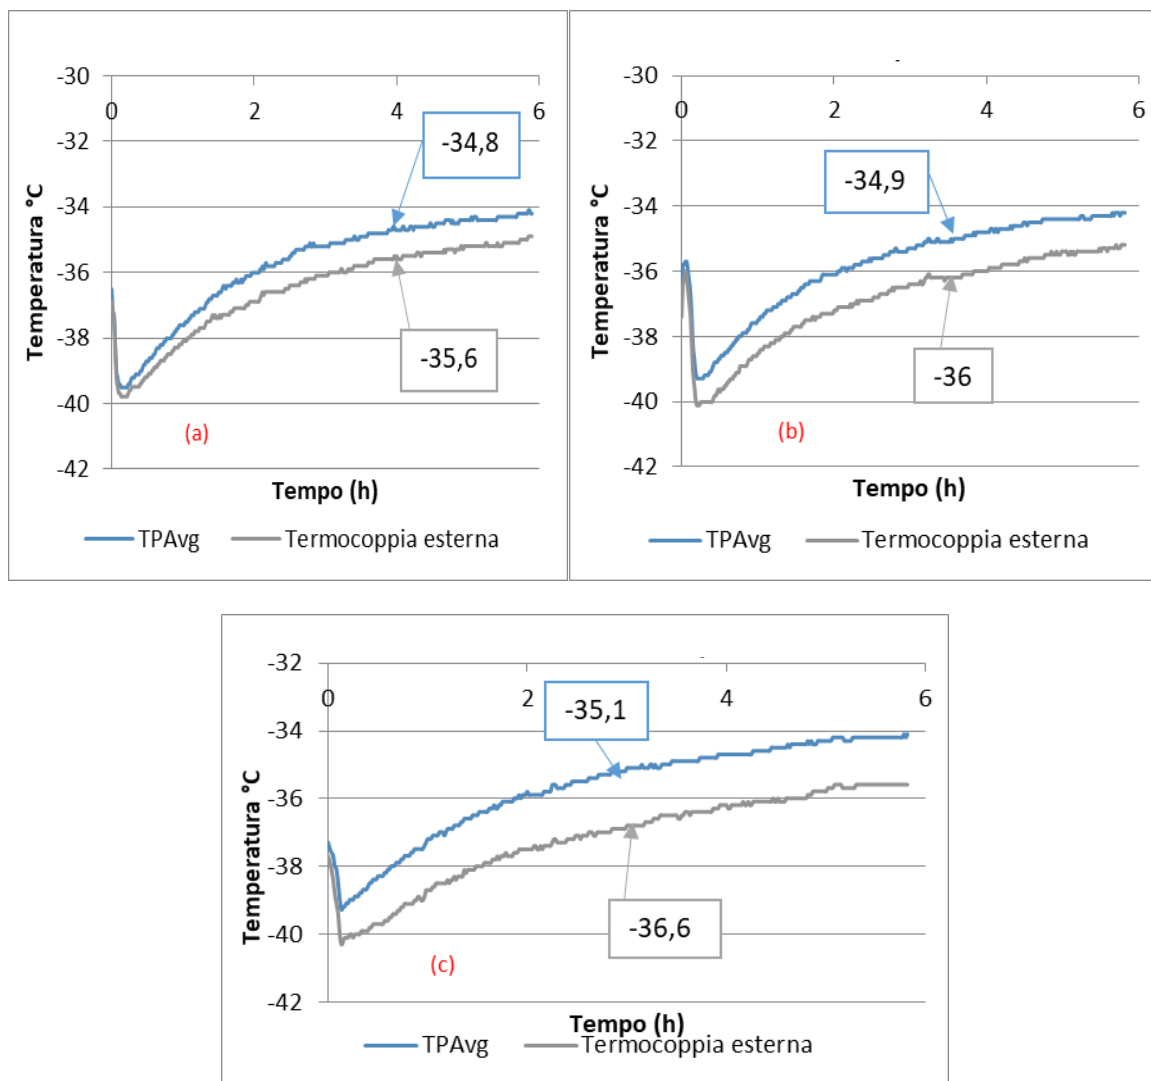 -30
0
2
4
6
-34,8
-32
-34
-36
-35,6
-38
-40
(a)
-42
Temperatura °C
Tempo (h)
TPAvg
Termocoppia esterna
-30
0
2
4
6
-32
-34,9
-34
-36
-38
-36
-40
(b)
-42
Temperatura °C
Tempo (h)
TPAvg
Termocoppia esterna
-32
0
2
4
6
-35,1
-34
-36
-38
-36,6
-40
(c)
-42
Temperatura °C
Tempo (h)
TPAvg
Termocoppia esterna